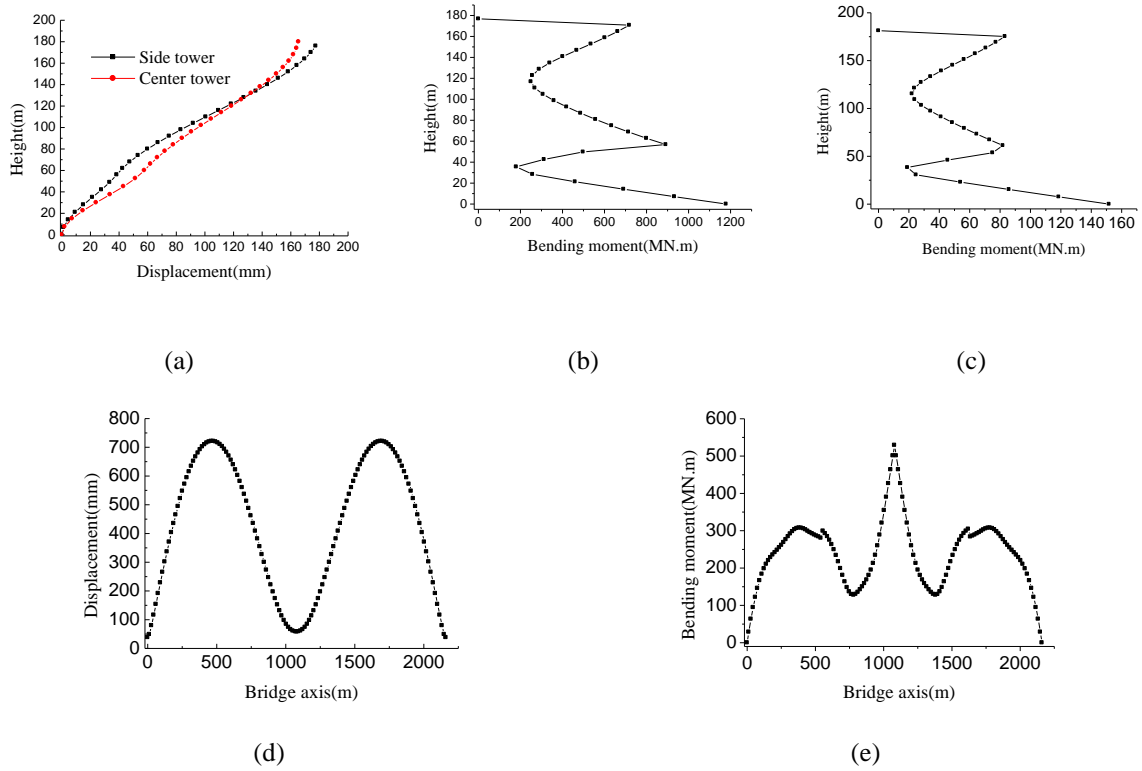 200
180
160
140
120
100
80
60
40
20
0
Height(m)
Side tower
Center tower
0 20 40 60 80 100 120 140 160 180 200
Displacement(mm)
(a)
180
160
140
120
100
80
60
40
20
0
Height(m)
0 200 400 600 800 1000 1200
Bending moment(MN.m)
(b)
200
150
100
50
0
Height(m)
0 20 40 60 80 100 120 140 160
Bending moment(MN.m)
(c)
800
700
600
500
400
300
200
100
0
Displacement(mm)
0 500 1000 1500 2000
Bridge axis(m)
(d)
600
500
400
300
200
100
0
Bending moment(MN.m)
0 500 1000 1500 2000
Bridge axis(m)
(e)